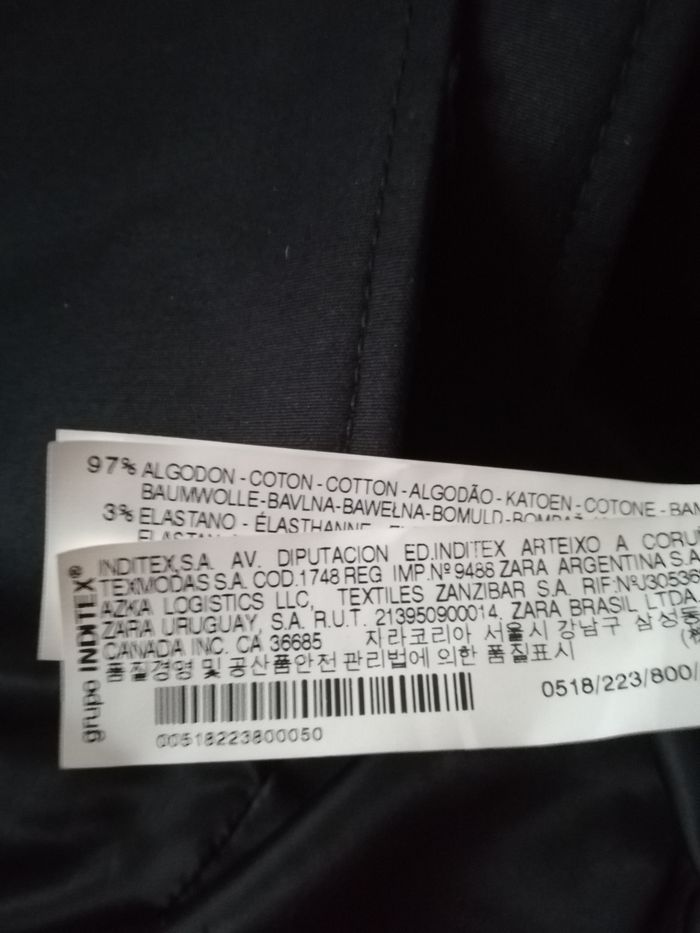 97% ALGODON - COTON - COTTON - ALGODÃO - KATOEN - COTONE -
BAUMWOLLE-BAVLNA-BAWEŁNA-BOMULD-
3% ELASTANO - ÉLASTHANNE -
grupo INDITEX®
INDITEX,S.A. AV. DIPUTACION ED.INDITEX ARTEIXO A
TEXMODAS S.A. COD.1748 REG IMP.Nº 9488 ZARA ARGENTINA S.A
AZKA LOGISTICS LLC, TEXTILES ZANZIBAR S.A. RIF:NºJ30536
ZARA URUGUAY, S.A. R.U.T. 213950900014, ZARA BRASIL LTDA.
CANADA INC. CA 36685 자라코리아 서울시 강남구 삼성동
품질경영 및 공산품안전 관리법에 의한 품질표시
0518/223/800/
00518223800050